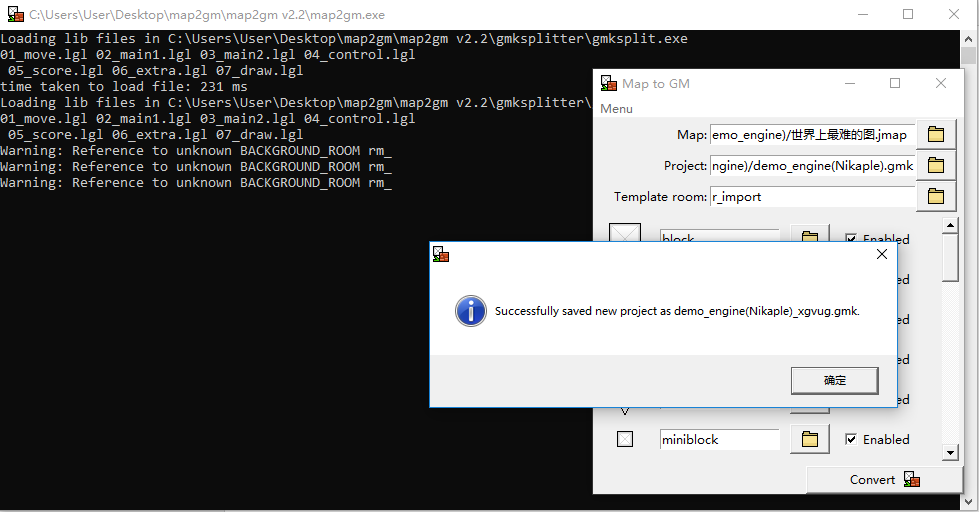 C:\Users\User\Desktop\map2gm\map2gm v2.2\map2gm.exe
Loading lib files in C:\Users\User\Desktop\map2gm\map2gm v2.2\gmksplitter\gmksplit.exe
01_move.lgl 02_main1.lgl 03_main2.lgl 04_control.lgl
05_score.lgl 06_extra.lgl 07_draw.lgl
time taken to load file: 231 ms
Loading lib files in C:\Users\User\Desktop\map2gm\map2gm v2.2\gmksplitter\
01_move.lgl 02_main1.lgl 03_main2.lgl 04_control.lgl
05_score.lgl 06_extra.lgl 07_draw.lgl
Warning: Reference to unknown BACKGROUND_ROOM rm_
Warning: Reference to unknown BACKGROUND_ROOM rm_
Warning: Reference to unknown BACKGROUND_ROOM rm_
Map to GM
Menu
Map: emo_engine)/世界上最难的图.jmap
Project: ngine)/demo_engine(Nikaple).gmk
Template room: r_import
block Enabled
Successfully saved new project as demo_engine(Nikaple)_xgvug.gmk.
确定
miniblock Enabled
Convert